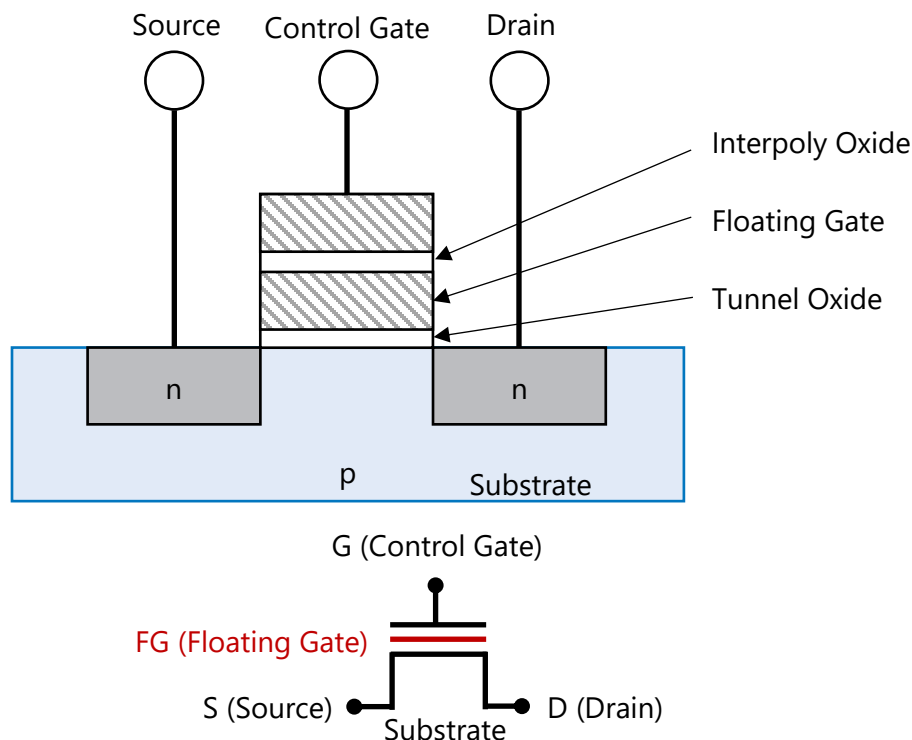 Source
Control Gate
Drain
Interpoly Oxide
Floating Gate
Tunnel Oxide
n
n
p
Substrate
G (Control Gate)
FG (Floating Gate)
S (Source)
D (Drain)
Substrate